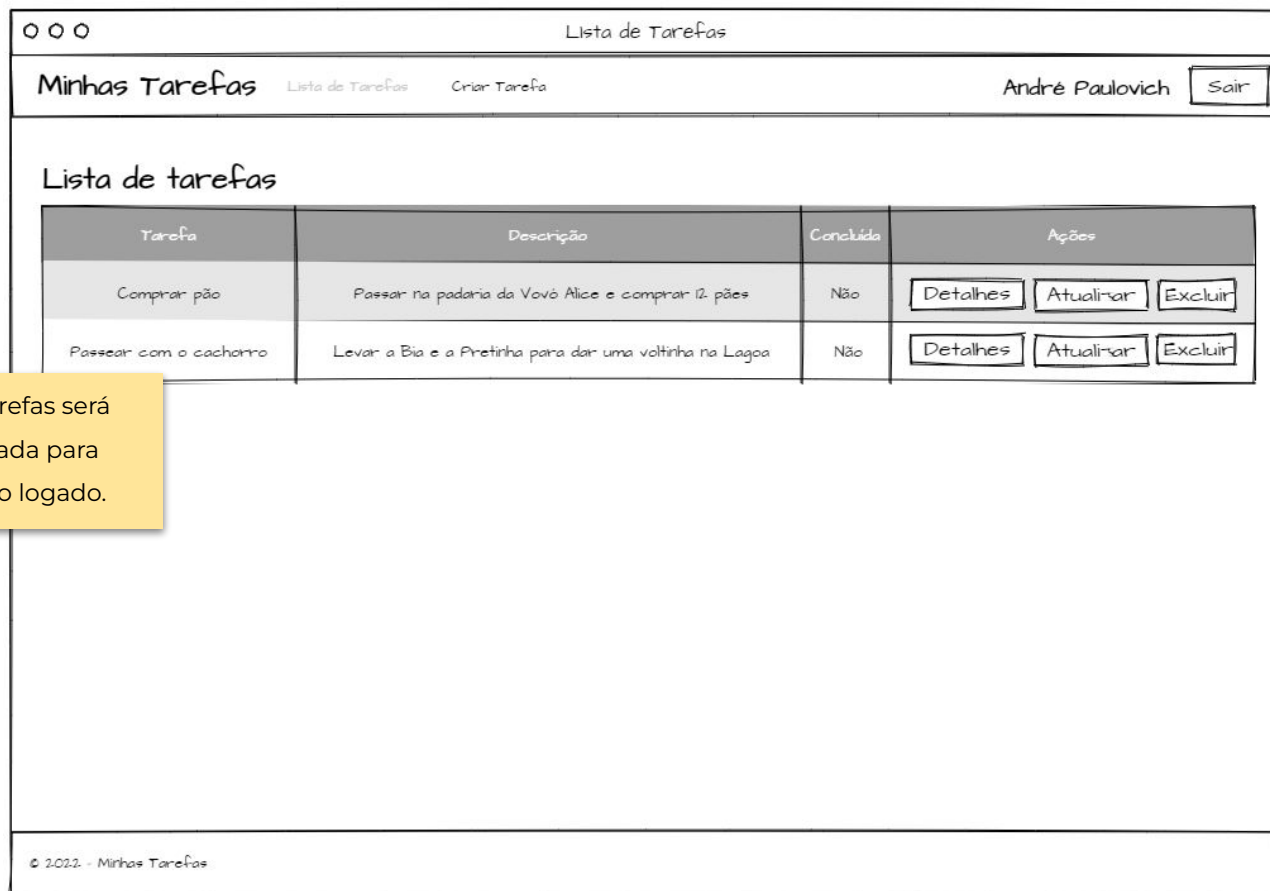 Lista de Tarefas
Minhas Tarefas Lista de Tarefas Criar Tarefa André Paulovich Sair
Lista de tarefas
Tarefa Descrição Concluída Ações
Comprar pão Passar na padaria da Vovó Alice e comprar 12 pães Não Detalhes Atualizar Excluir
Passear com o cachorro Levar a Bia e a Pretinha para dar uma voltinha na Lagoa Não Detalhes Atualizar Excluir
refas será
ada para
o logado.
© 2022 - Minhas Tarefas